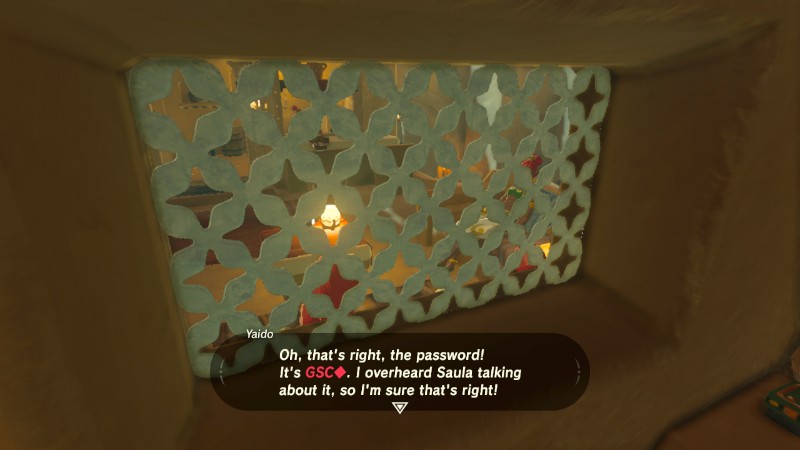 Yaido
Oh, that's right, the password!
It's GSC◆. I overheard Saula talking
about it, so I'm sure that's right!